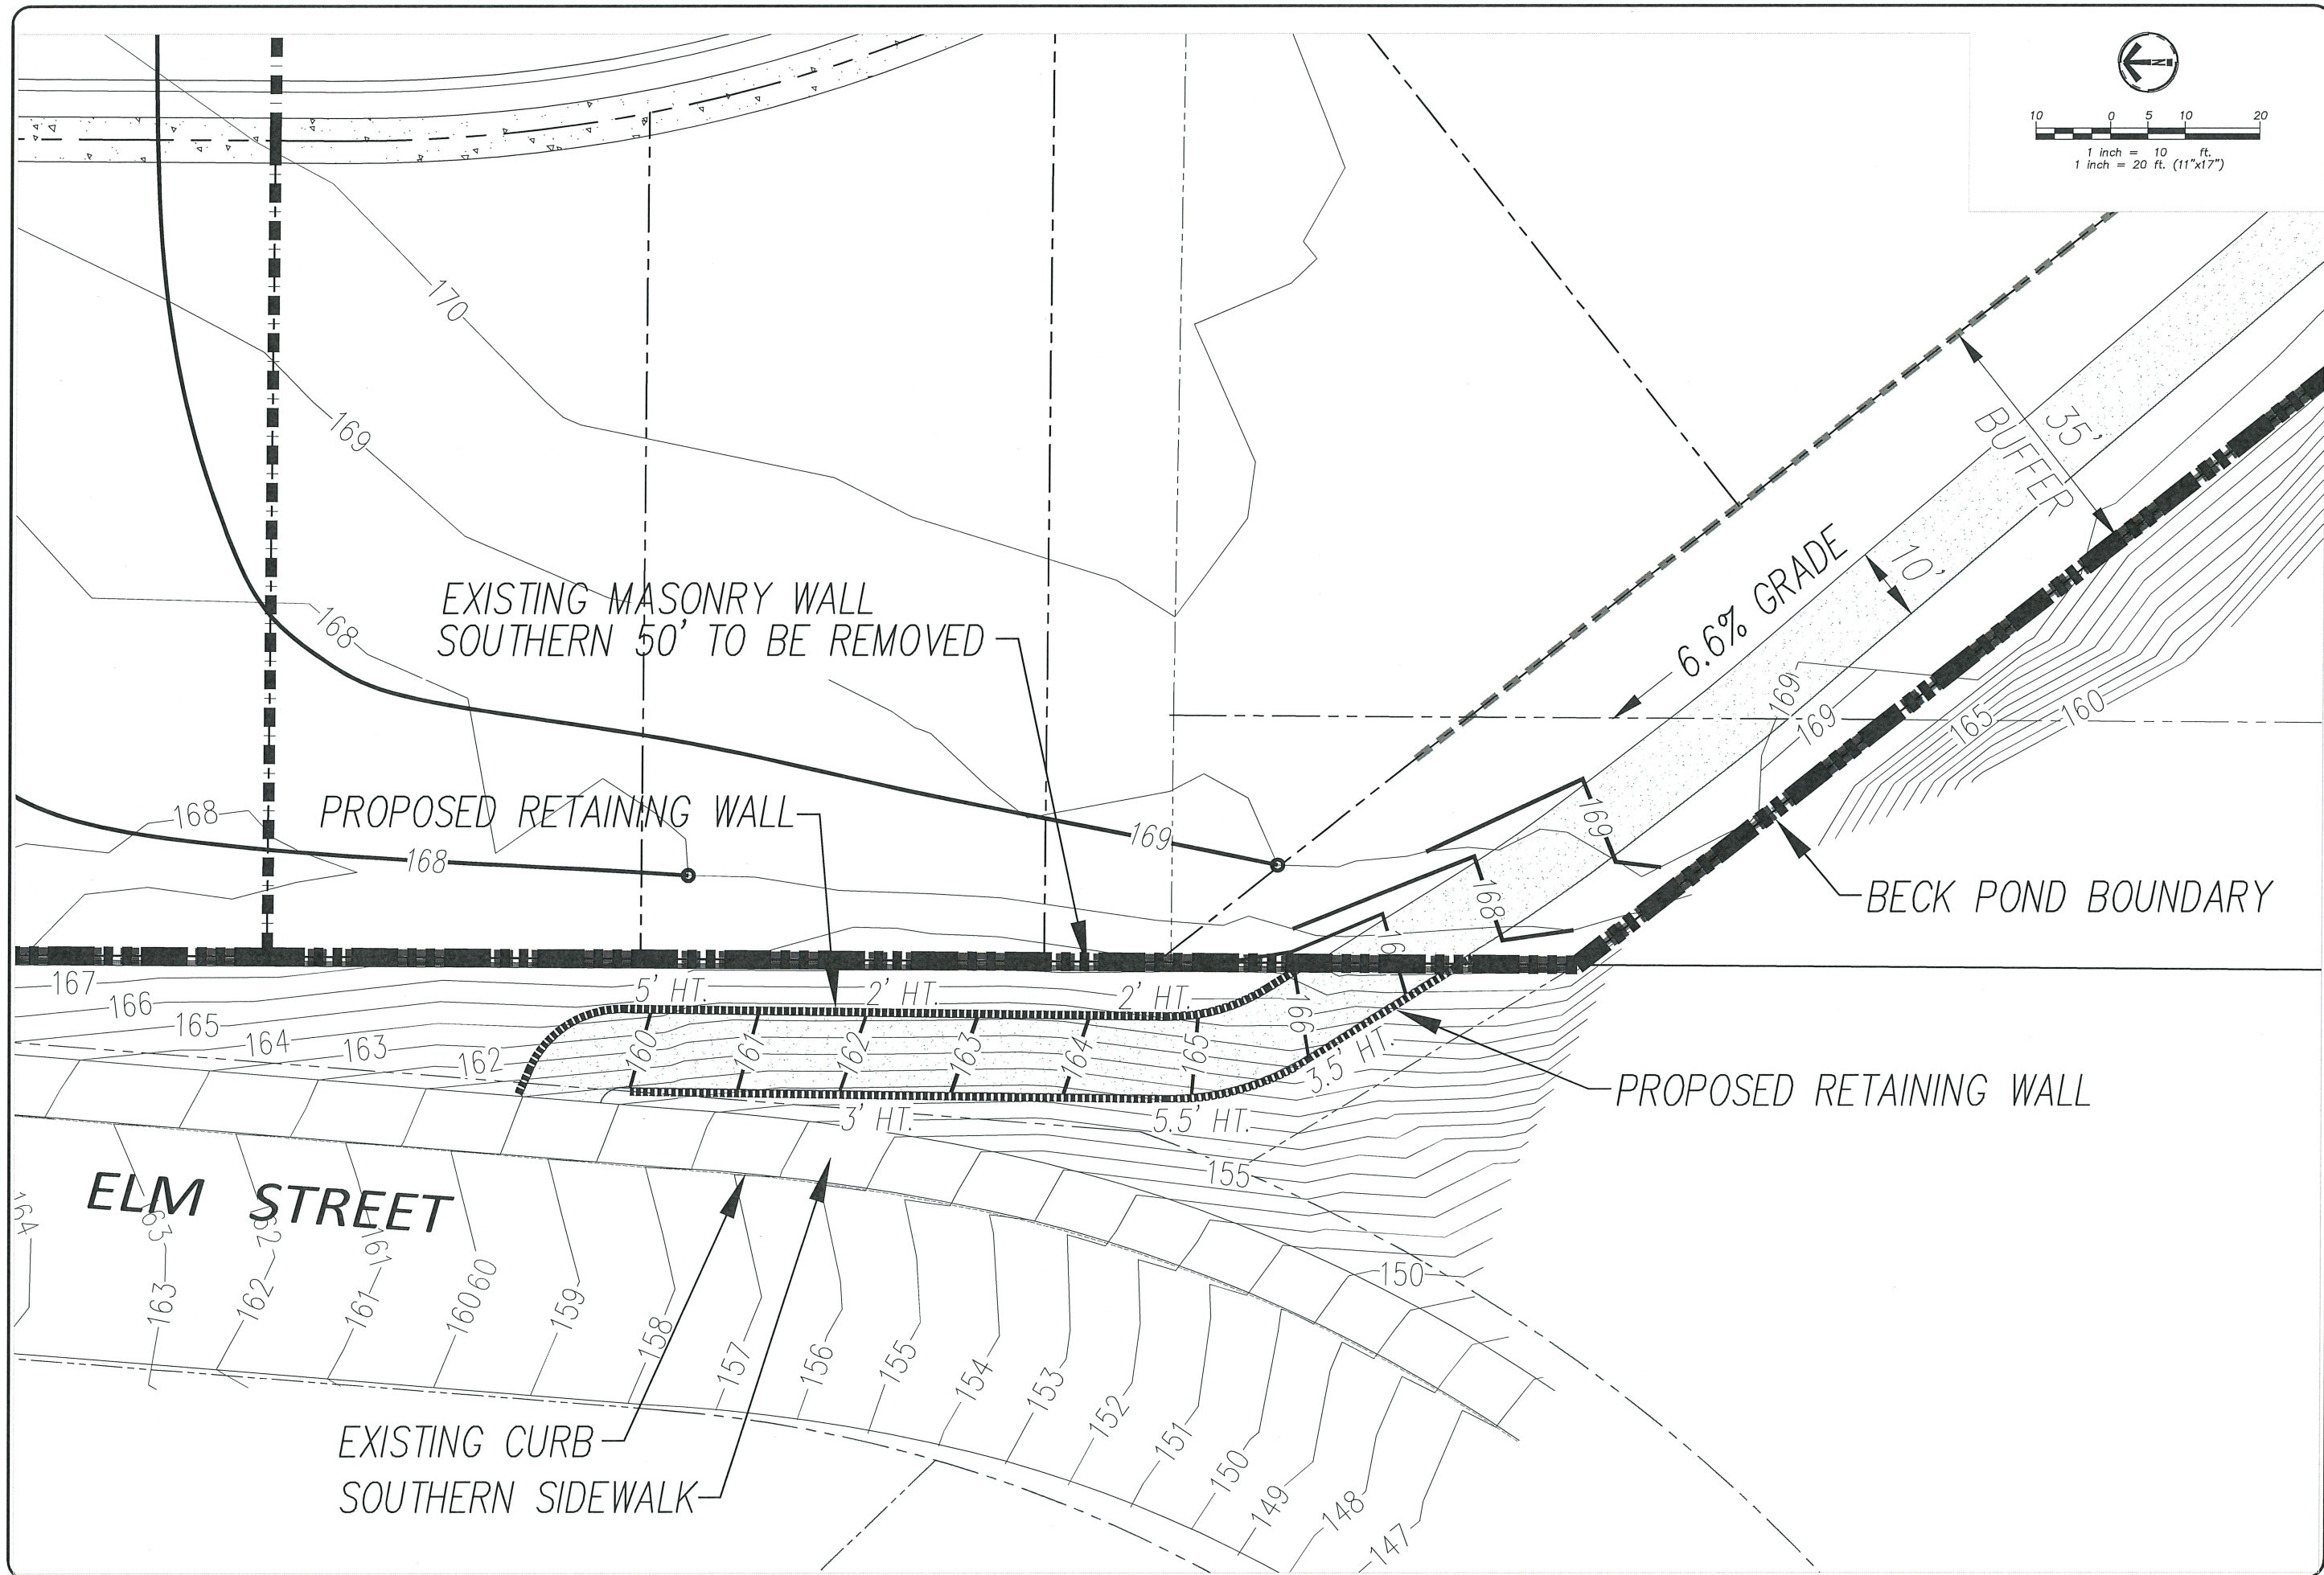 N
10 0 5 10 20
1 inch = 10 ft.
1 inch = 20 ft. (11"x17")
170
169
168
EXISTING MASONRY WALL
SOUTHERN 50' TO BE REMOVED
35'
BUFFER
10'
6.6% GRADE
169
169
165
160
168
PROPOSED RETAINING WALL
168
169
169
168
BECK POND BOUNDARY
167
166
165
164
163
162
5' HT.
2' HT.
2' HT.
160
161
162
163
164
165
166
3.5' HT.
3' HT.
5.5' HT.
PROPOSED RETAINING WALL
155
150
ELM STREET
164
163
162
161
160
60
159
158
157
156
155
154
153
152
151
150
149
148
147
EXISTING CURB
SOUTHERN SIDEWALK